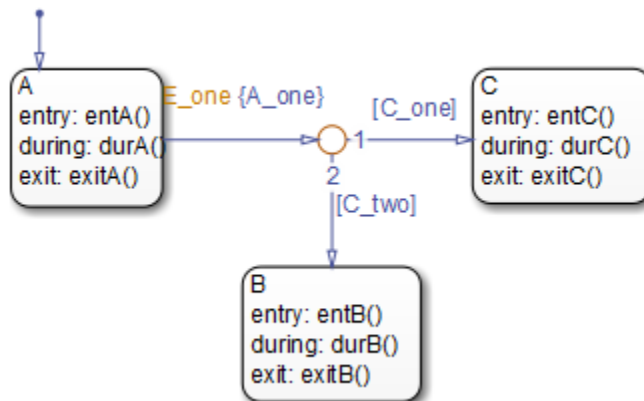 A
entry: entA()
during: durA()
exit: exitA()
E_one {A_one}
1
[C_one]
C
entry: entC()
during: durC()
exit: exitC()
2
[C_two]
B
entry: entB()
during: durB()
exit: exitB()